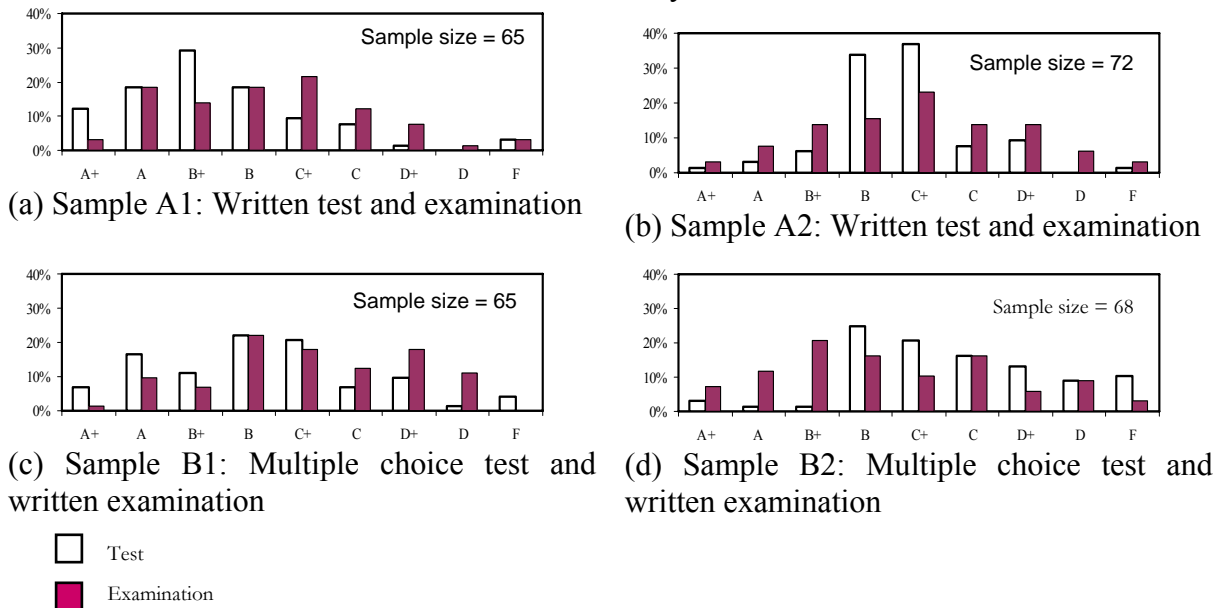 40%
30%
20%
10%
0%
Sample size = 65
A+ A B+ B C+ C D+ D F
(a) Sample A1: Written test and examination
40%
30%
20%
10%
0%
Sample size = 72
A+ A B+ B C+ C D+ D F
(b) Sample A2: Written test and examination
40%
30%
20%
10%
0%
Sample size = 65
A+ A B+ B C+ C D+ D F
(c) Sample B1: Multiple choice test and
written examination
40%
30%
20%
10%
0%
Sample size = 68
A+ A B+ B C+ C D+ D F
(d) Sample B2: Multiple choice test and
written examination
Test
Examination